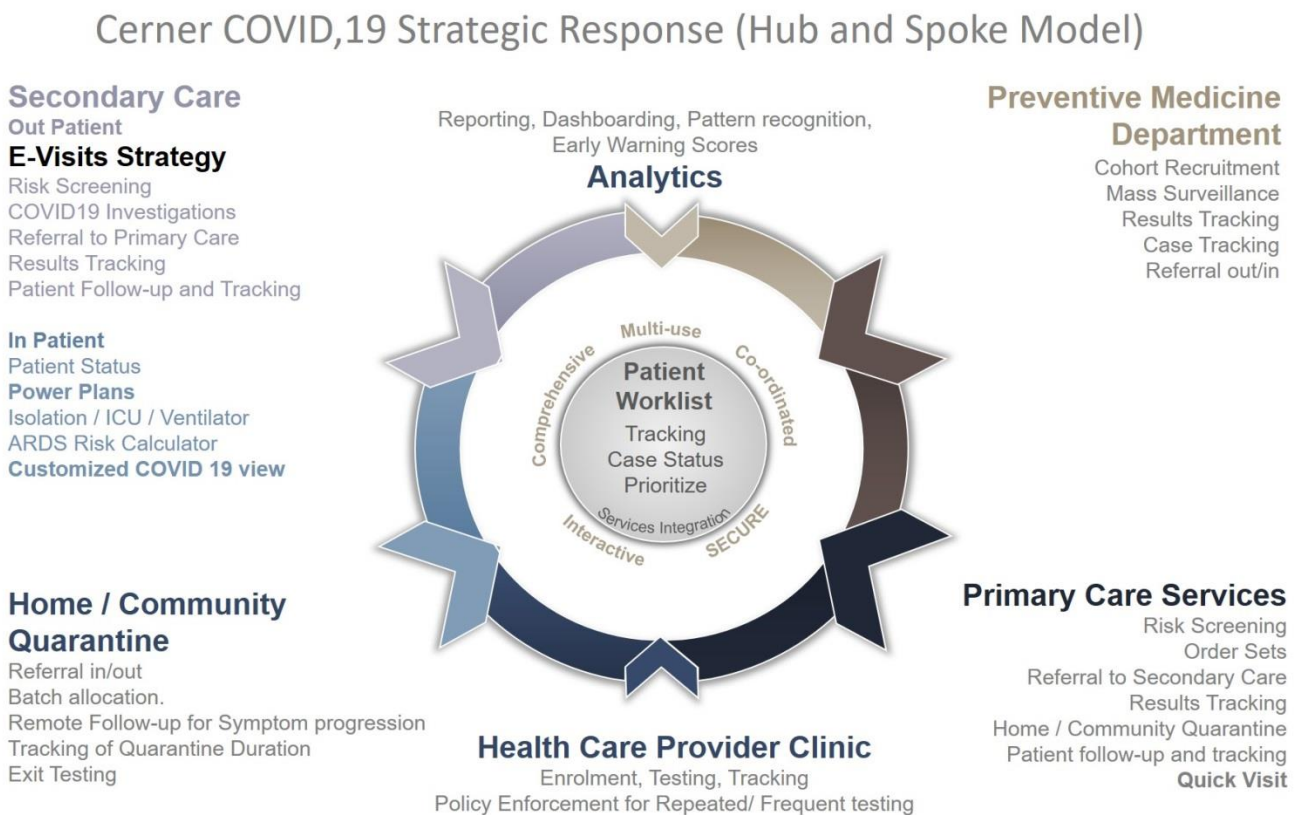 Cerner COVID,19 Strategic Response (Hub and Spoke Model)
Secondary Care
Out Patient
E-Visits Strategy
Risk Screening
COVID19 Investigations
Referral to Primary Care
Results Tracking
Patient Follow-up and Tracking
In Patient
Patient Status
Power Plans
Isolation / ICU / Ventilator
ARDS Risk Calculator
Customized COVID 19 view
Home / Community
Quarantine
Referral in/out
Batch allocation.
Remote Follow-up for Symptom progression
Tracking of Quarantine Duration
Exit Testing
Reporting, Dashboarding, Pattern recognition,
Early Warning Scores
Analytics
Comprehensive
Multi-use
Co-ordinated
Patient
Worklist
Tracking
Case Status
Prioritize
Services Integration
Interactive
SECURE
Health Care Provider Clinic
Enrolment, Testing, Tracking
Policy Enforcement for Repeated/ Frequent testing
Preventive Medicine
Department
Cohort Recruitment
Mass Surveillance
Results Tracking
Case Tracking
Referral out/in
Primary Care Services
Risk Screening
Order Sets
Referral to Secondary Care
Results Tracking
Home / Community Quarantine
Patient follow-up and tracking
Quick Visit